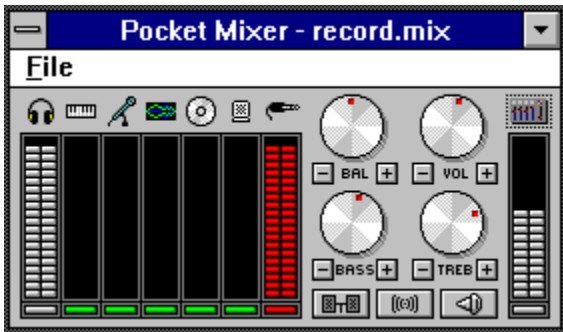 Pocket Mixer - record.mix
File
- BAL + - VOL +
- BASS + - TREB +